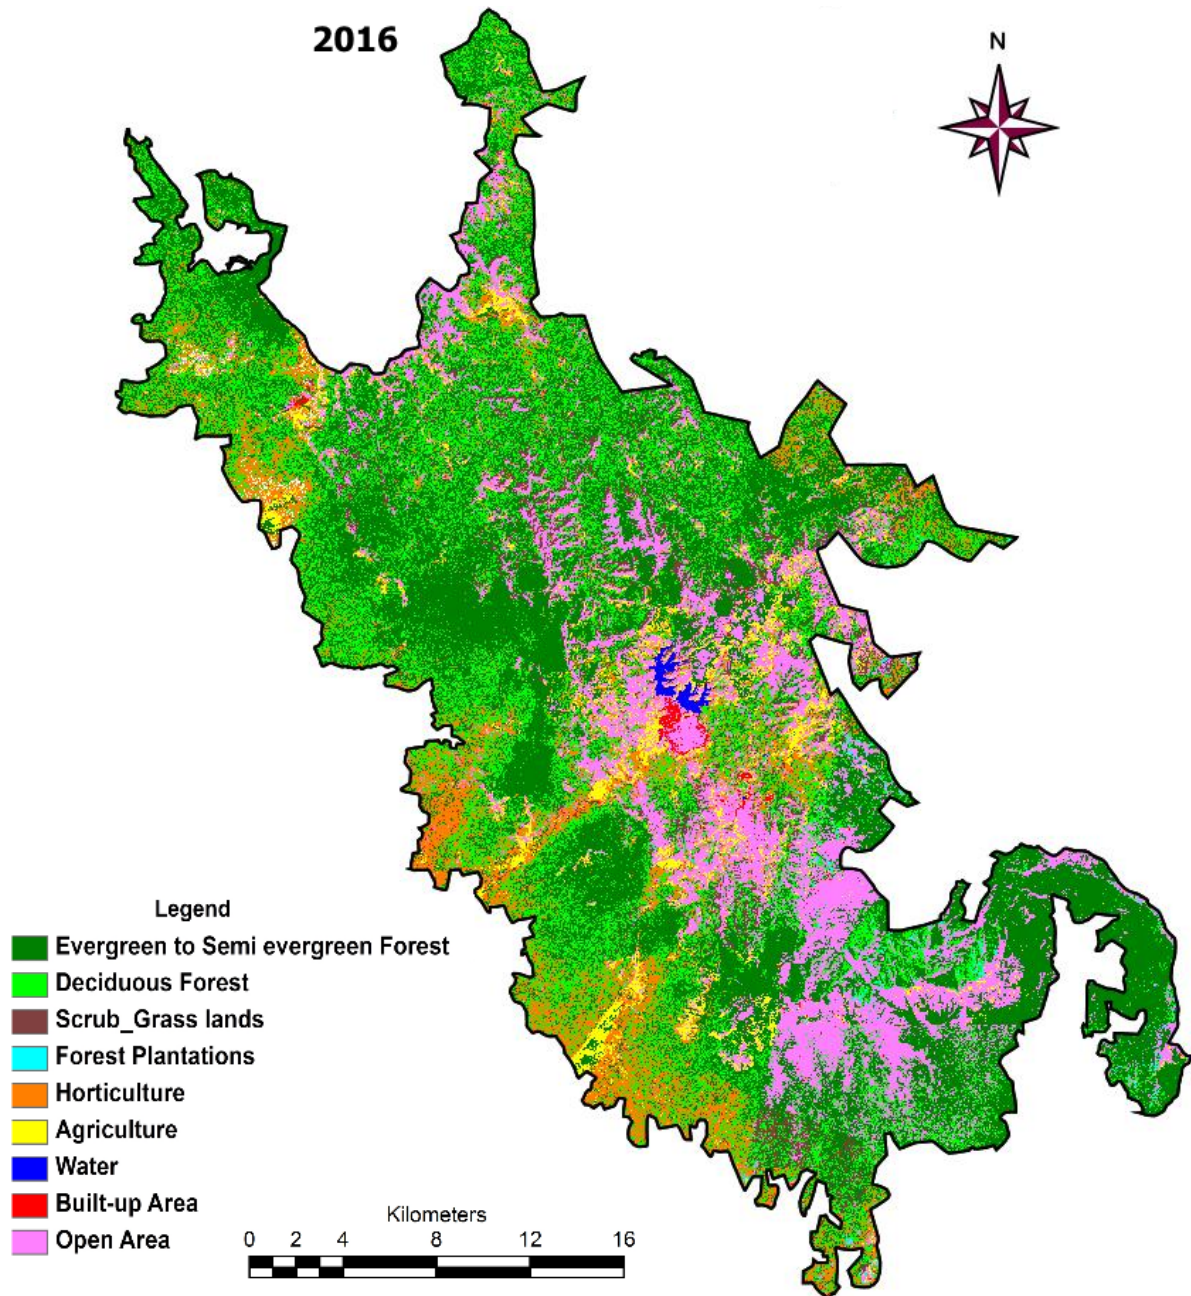 2016
N
Legend
Evergreen to Semi evergreen Forest
Deciduous Forest
Scrub_Grass lands
Forest Plantations
Horticulture
Agriculture
Water
Built-up Area
Open Area
Kilometers
0 2 4 8 12 16